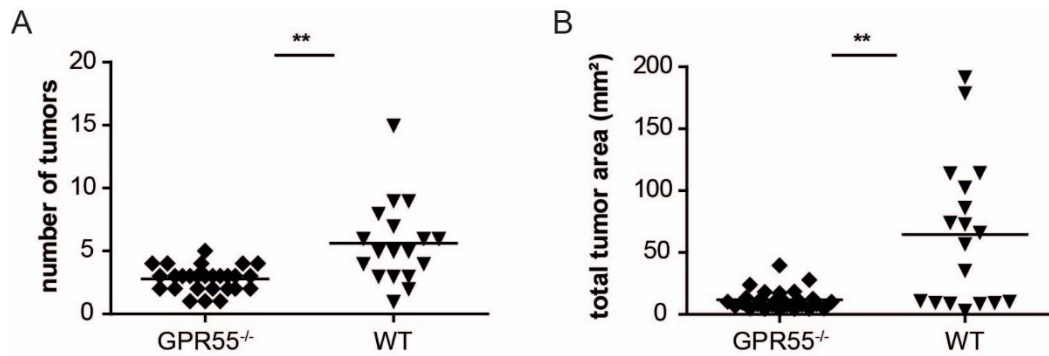 A
**
number of tumors
20
15
10
5
0
GPR55⁻/⁻
WT
B
**
total tumor area (mm²)
200
150
100
50
0
GPR55⁻/⁻
WT